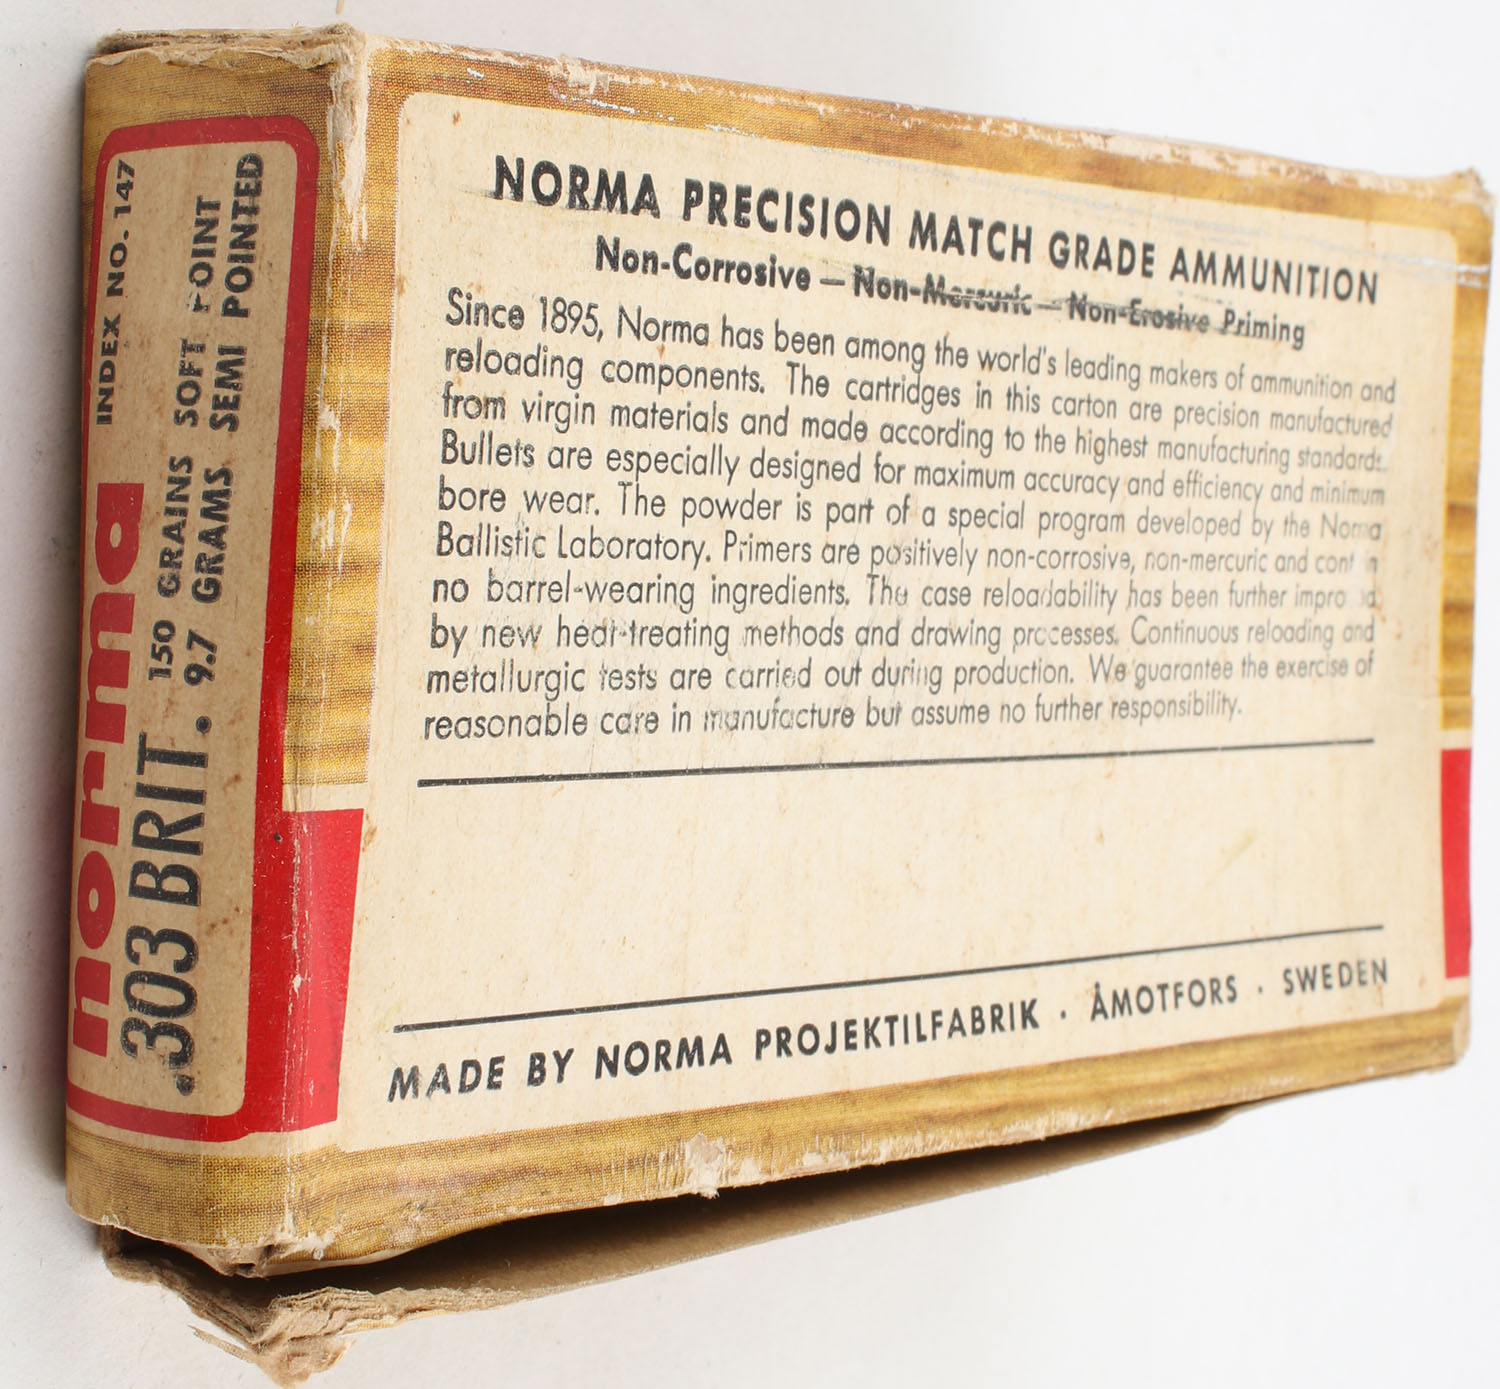 norma
INDEX NO. 147
.303 BRIT. 150 GRAINS SOFT POINT
9.7 GRAMS SEMI POINTED
NORMA PRECISION MATCH GRADE AMMUNITION
Non-Corrosive — Non-Mercuric — Non-Erosive Priming
Since 1895, Norma has been among the world's leading makers of ammunition and
reloading components. The cartridges in this carton are precision manufactured
from virgin materials and made according to the highest manufacturing standards.
Bullets are especially designed for maximum accuracy and efficiency and minimum
bore wear. The powder is part of a special program developed by the Norma
Ballistic Laboratory. Primers are positively non-corrosive, non-mercuric and contain
no barrel-wearing ingredients. The case reloadability has been further improved
by new heat-treating methods and drawing processes. Continuous reloading and
metallurgic tests are carried out during production. We guarantee the exercise of
reasonable care in manufacture but assume no further responsibility.
MADE BY NORMA PROJEKTILFABRIK · ÅMOTFORS · SWEDEN